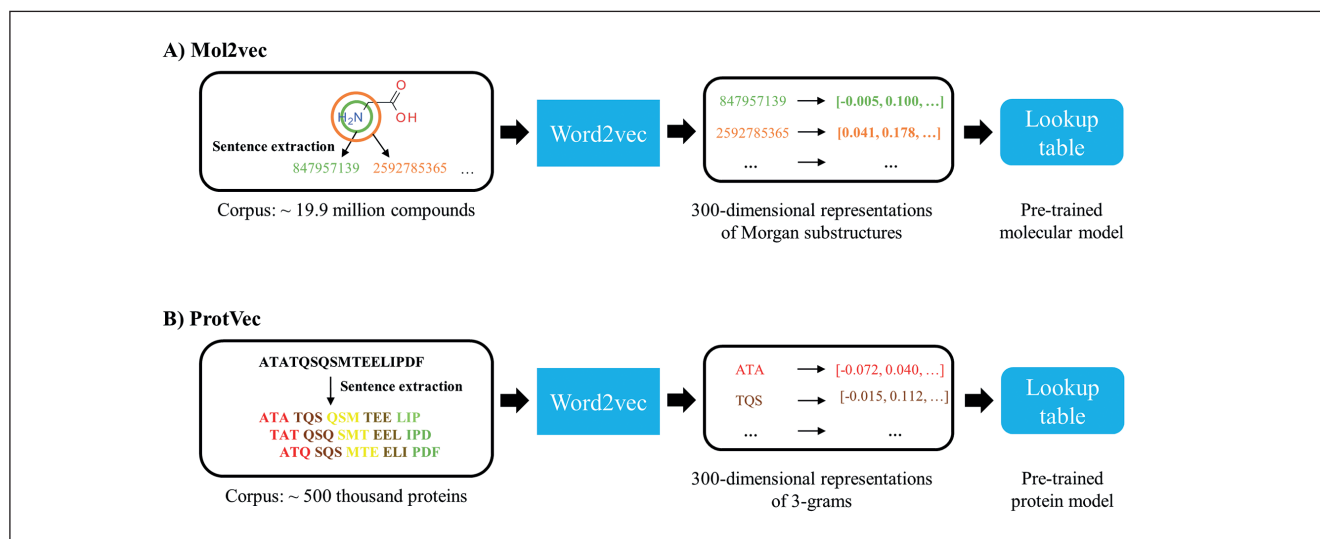 A) Mol2vec
O
H₂N
OH
Sentence extraction
847957139 2592785365 ...
Corpus: ~ 19.9 million compounds
Word2vec
847957139 [-0.005, 0.100, ...]
2592785365 [0.041, 0.178, ...]
... ...
300-dimensional representations
of Morgan substructures
Lookup
table
Pre-trained
molecular model
B) ProtVec
ATATQSQSMTEELIPDF
Sentence extraction
ATA TQS QSM TEE LIP
TAT QSQ SMT EEL IPD
ATQ SQS MTE ELI PDF
Corpus: ~ 500 thousand proteins
Word2vec
ATA [-0.072, 0.040, ...]
TQS [-0.015, 0.112, ...]
... ...
300-dimensional representations
of 3-grams
Lookup
table
Pre-trained
protein model